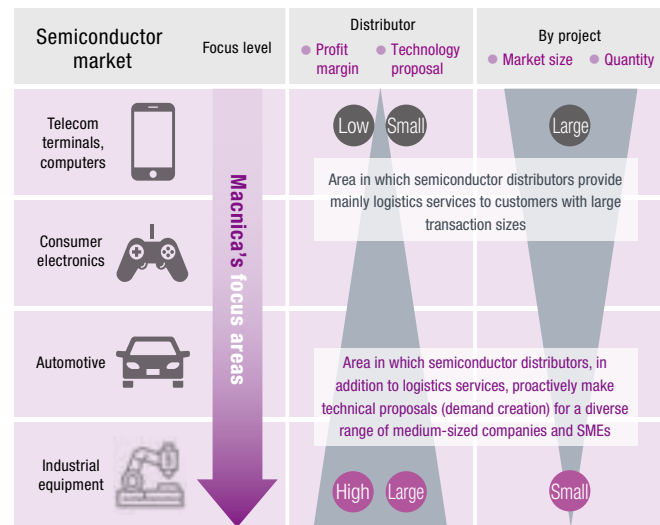 Semiconductor
market
Focus level
Distributor
Profit
margin
Technology
proposal
By project
Market size
Quantity
Telecom
terminals,
computers
Low
Small
Large
Area in which semiconductor distributors provide
mainly logistics services to customers with large
transaction sizes
Consumer
electronics
Macnica's focus areas
Automotive
Area in which semiconductor distributors, in
addition to logistics services, proactively make
technical proposals (demand creation) for a diverse
range of medium-sized companies and SMEs
Industrial
equipment
High
Large
Small